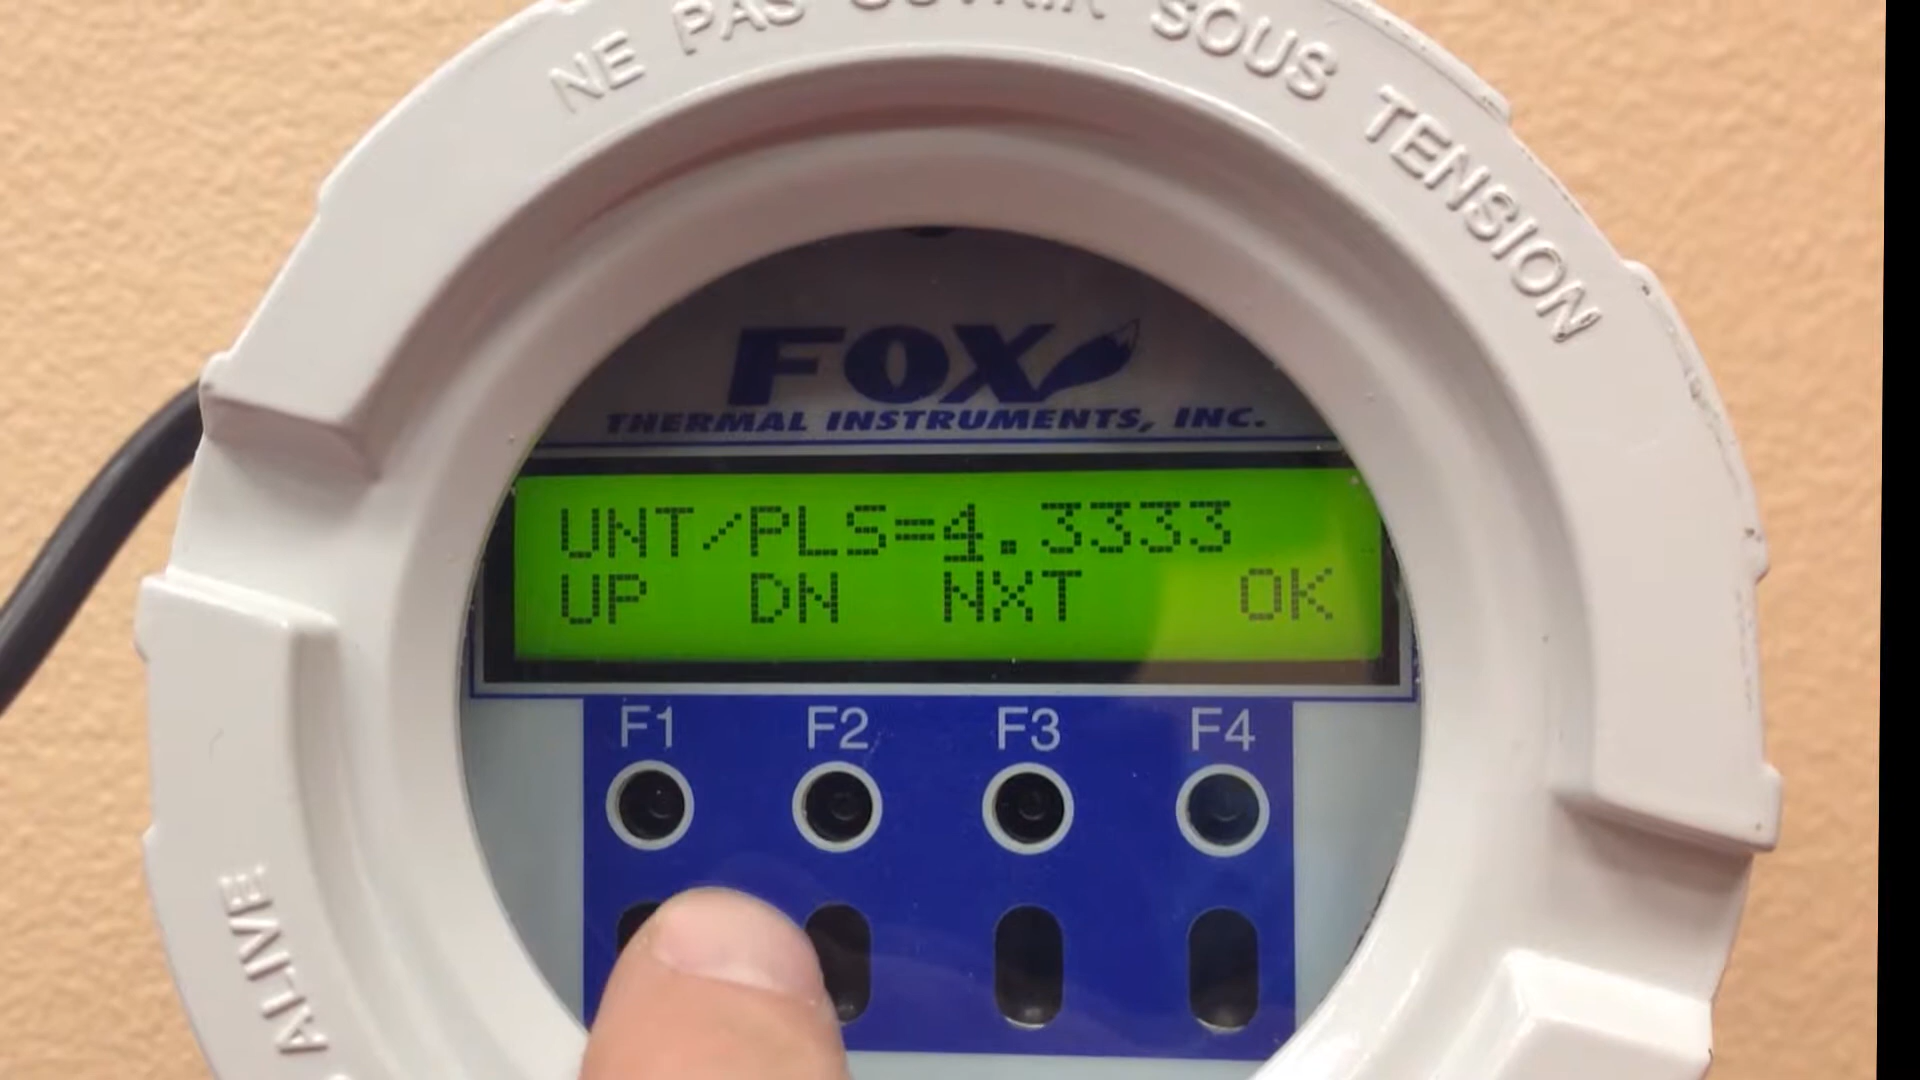 NE PAS OUVRIR SOUS TENSION
FOX
THERMAL INSTRUMENTS, INC.
UNT/PLS=4.3333
UP DN NXT OK
F1 F2 F3 F4
ALIVE